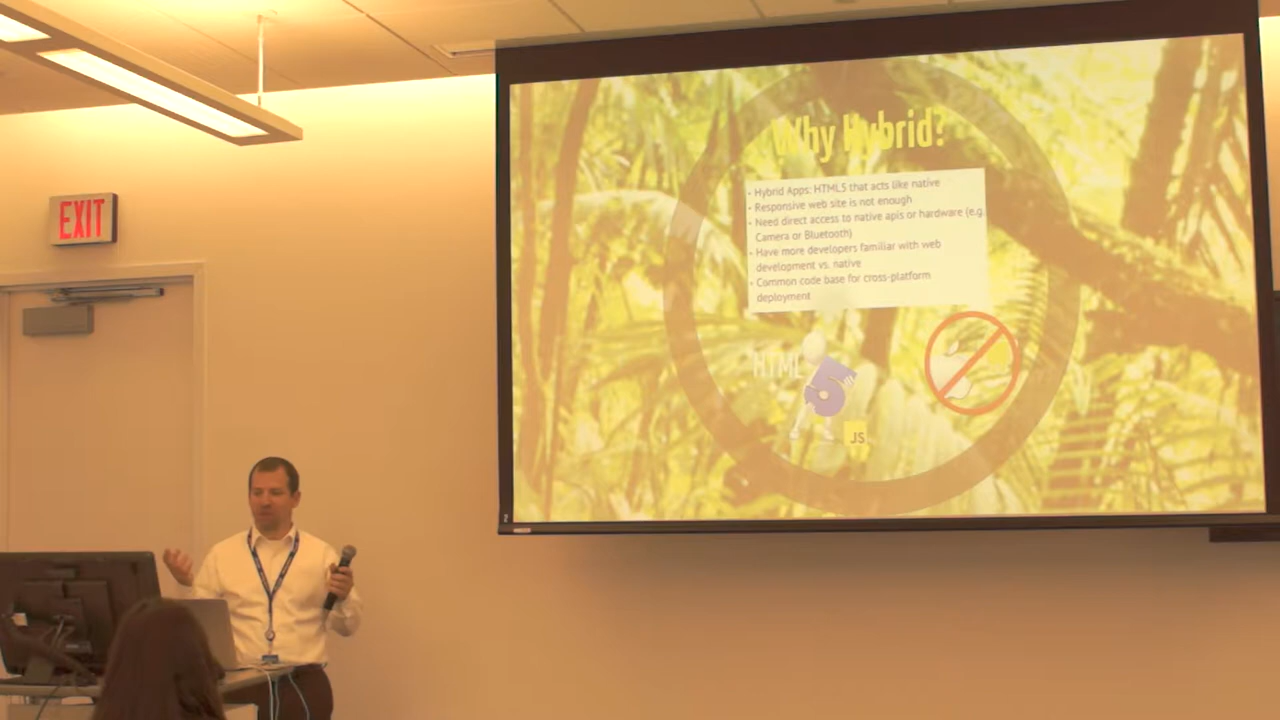 EXIT
Why Hybrid?
• Hybrid Apps: HTML5 that acts like native
• Responsive web site is not enough
• Need direct access to native apis or hardware (e.g.
Camera or Bluetooth)
• Have more developers familiar with web
development vs. native
• Common code base for cross-platform
deployment
HTML
5
JS